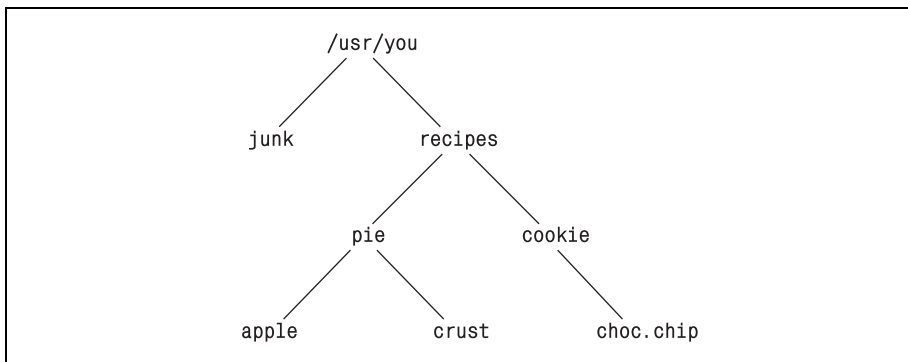 /usr/you
junk recipes
pie cookie
apple crust choc.chip